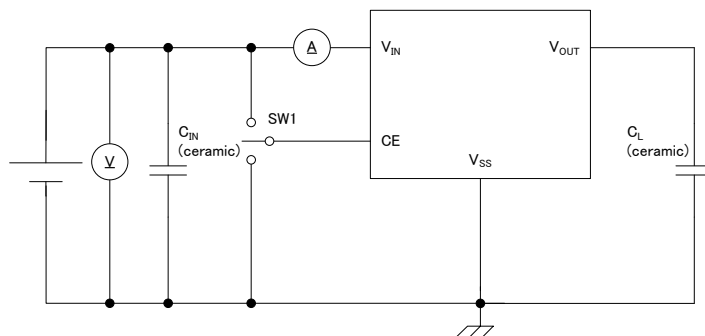 A
V_IN
V_OUT
SW1
C_IN
(ceramic)
V
CE
C_L
(ceramic)
V_SS